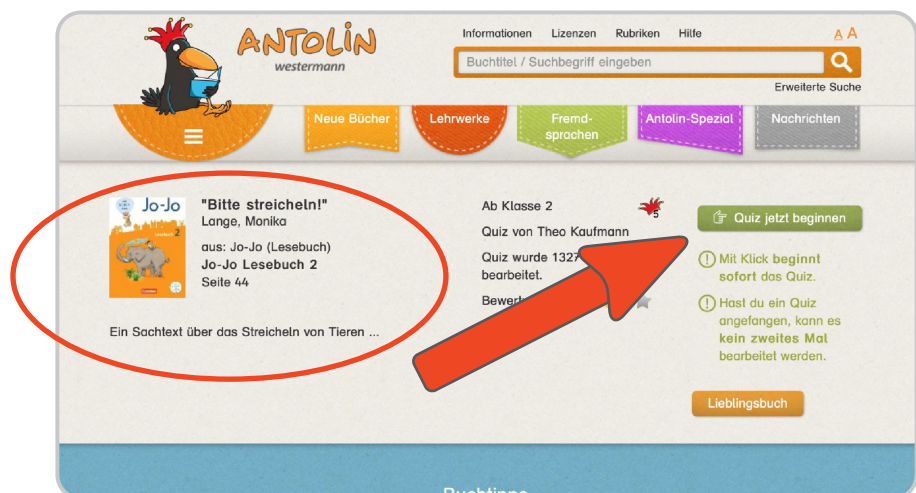 ANTOLIN
westermann
Informationen Lizenzen Rubriken Hilfe A A
Buchtitel / Suchbegriff eingeben
Erweiterte Suche
Neue Bücher
Lehrwerke
Fremd-
sprachen
Antolin-Spezial
Nachrichten
Jo-Jo
Lesebuch 2
"Bitte streicheln!"
Lange, Monika
aus: Jo-Jo (Lesebuch)
Jo-Jo Lesebuch 2
Seite 44
Ein Sachtext über das Streicheln von Tieren ...
Ab Klasse 2
5
Quiz von Theo Kaufmann
Quiz wurde 1327
bearbeitet.
Bewert
Quiz jetzt beginnen
Mit Klick beginnt
sofort das Quiz.
Hast du ein Quiz
angefangen, kann es
kein zweites Mal
bearbeitet werden.
Lieblingsbuch